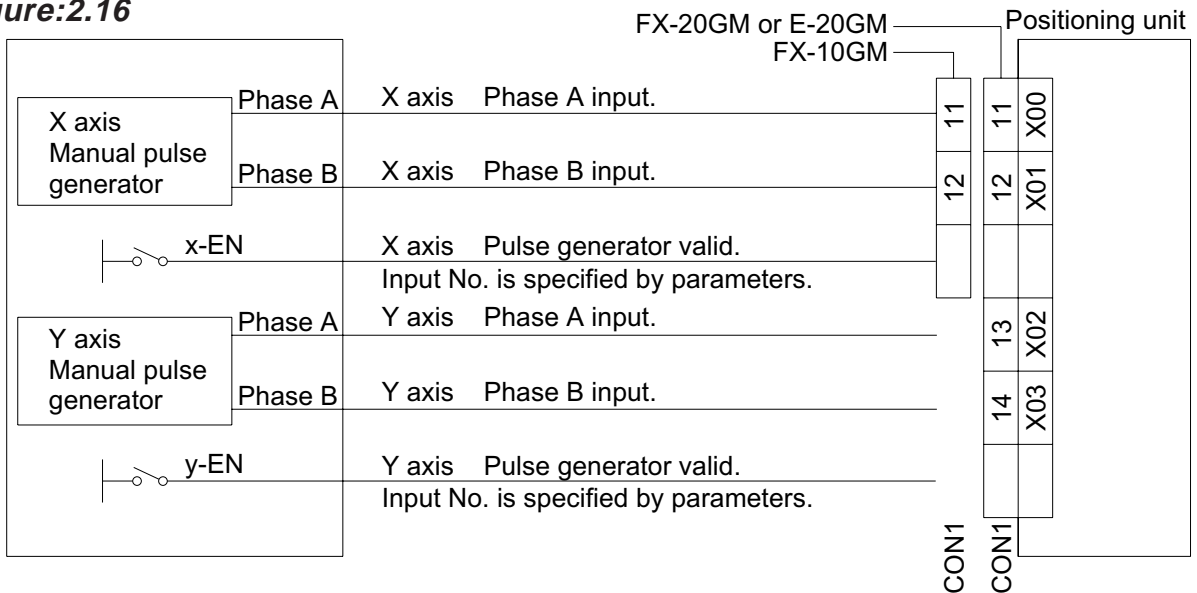 gure:2.16
FX-20GM or E-20GM
Positioning unit
FX-10GM
X axis
Manual pulse
generator
Phase A
X axis Phase A input.
11
11
X00
Phase B
X axis Phase B input.
12
12
X01
x-EN
X axis Pulse generator valid.
Input No. is specified by parameters.
Y axis
Manual pulse
generator
Phase A
Y axis Phase A input.
13
X02
Phase B
Y axis Phase B input.
14
X03
y-EN
Y axis Pulse generator valid.
Input No. is specified by parameters.
CON1
CON1